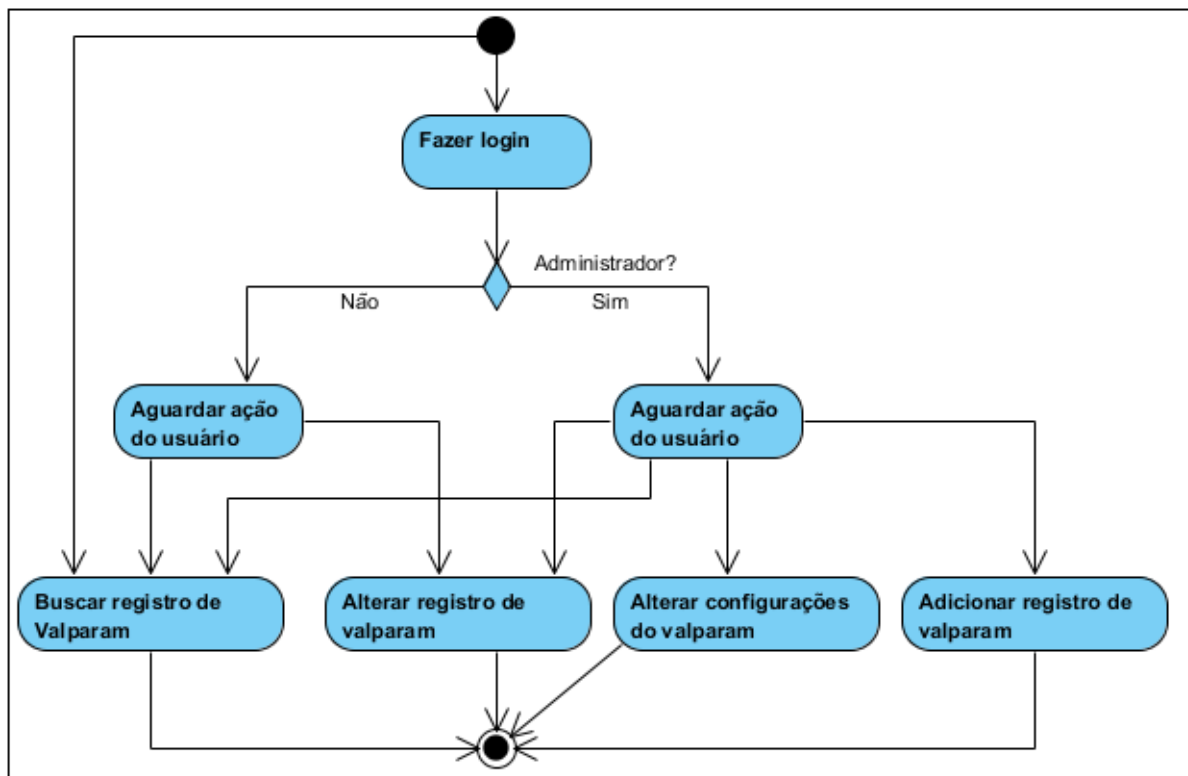 Fazer login
Administrador?
Não
Sim
Aguardar ação
do usuário
Aguardar ação
do usuário
Buscar registro de
Valparam
Alterar registro de
valparam
Alterar configurações
do valparam
Adicionar registro de
valparam